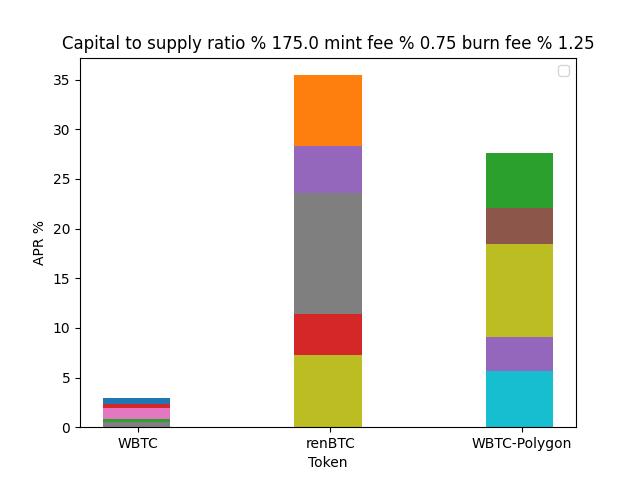 Capital to supply ratio % 175.0 mint fee % 0.75 burn fee % 1.25
35
30
25
20
15
10
5
0
APR %
WBTC renBTC WBTC-Polygon
Token